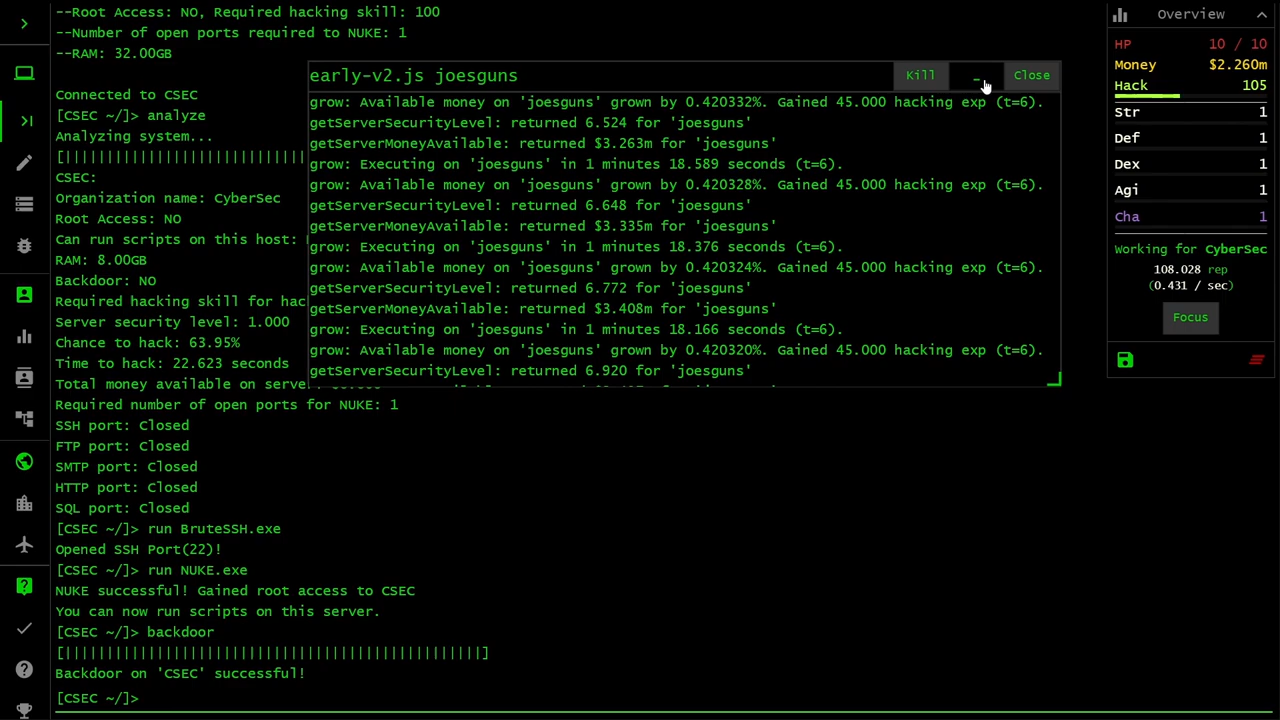 --Root Access: NO, Required hacking skill: 100
--Number of open ports required to NUKE: 1
--RAM: 32.00GB
Connected to CSEC
[CSEC ~/]> analyze
Analyzing system...
[||||||||||||||||||||||||||||
CSEC:
Organization name: CyberSec
Root Access: NO
Can run scripts on this host:
RAM: 8.00GB
Backdoor: NO
Required hacking skill for hac
Server security level: 1.000
Chance to hack: 63.95%
Time to hack: 22.623 seconds
Total money available on server
Required number of open ports for NUKE: 1
SSH port: Closed
FTP port: Closed
SMTP port: Closed
HTTP port: Closed
SQL port: Closed
[CSEC ~/]> run BruteSSH.exe
Opened SSH Port(22)!
[CSEC ~/]> run NUKE.exe
NUKE successful! Gained root access to CSEC
You can now run scripts on this server.
[CSEC ~/]> backdoor
[||||||||||||||||||||||||||||||||||||||||||||||||||]
Backdoor on 'CSEC' successful!
[CSEC ~/]>
early-v2.js joesguns
Kill
_
Close
grow: Available money on 'joesguns' grown by 0.420332%. Gained 45.000 hacking exp (t=6).
getServerSecurityLevel: returned 6.524 for 'joesguns'
getServerMoneyAvailable: returned $3.263m for 'joesguns'
grow: Executing on 'joesguns' in 1 minutes 18.589 seconds (t=6).
grow: Available money on 'joesguns' grown by 0.420328%. Gained 45.000 hacking exp (t=6).
getServerSecurityLevel: returned 6.648 for 'joesguns'
getServerMoneyAvailable: returned $3.335m for 'joesguns'
grow: Executing on 'joesguns' in 1 minutes 18.376 seconds (t=6).
grow: Available money on 'joesguns' grown by 0.420324%. Gained 45.000 hacking exp (t=6).
getServerSecurityLevel: returned 6.772 for 'joesguns'
getServerMoneyAvailable: returned $3.408m for 'joesguns'
grow: Executing on 'joesguns' in 1 minutes 18.166 seconds (t=6).
grow: Available money on 'joesguns' grown by 0.420320%. Gained 45.000 hacking exp (t=6).
getServerSecurityLevel: returned 6.920 for 'joesguns'
Overview
HP 10 / 10
Money $2.260m
Hack 105
Str 1
Def 1
Dex 1
Agi 1
Cha 1
Working for CyberSec
108.028 rep
(0.431 / sec)
Focus